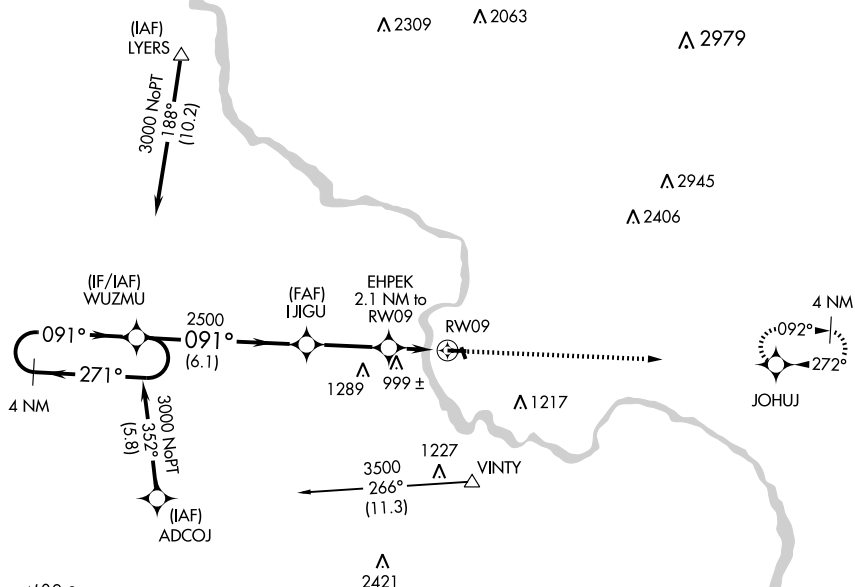 (IAF)
LYERS
2309
2063
2979
3000 NoPT
188°
(10.2)
2945
2406
(IF/IAF)
WUZMU
2500
091°
(6.1)
(FAF)
IJIGU
EHPEK
2.1 NM to
RW09
RW09
4 NM
092°
272°
JOHUJ
091°
271°
4 NM
1289
999 ±
1217
3000 NoPT
352°
(5.8)
(IAF)
ADCOJ
1227
VINTY
3500
266°
(11.3)
2421